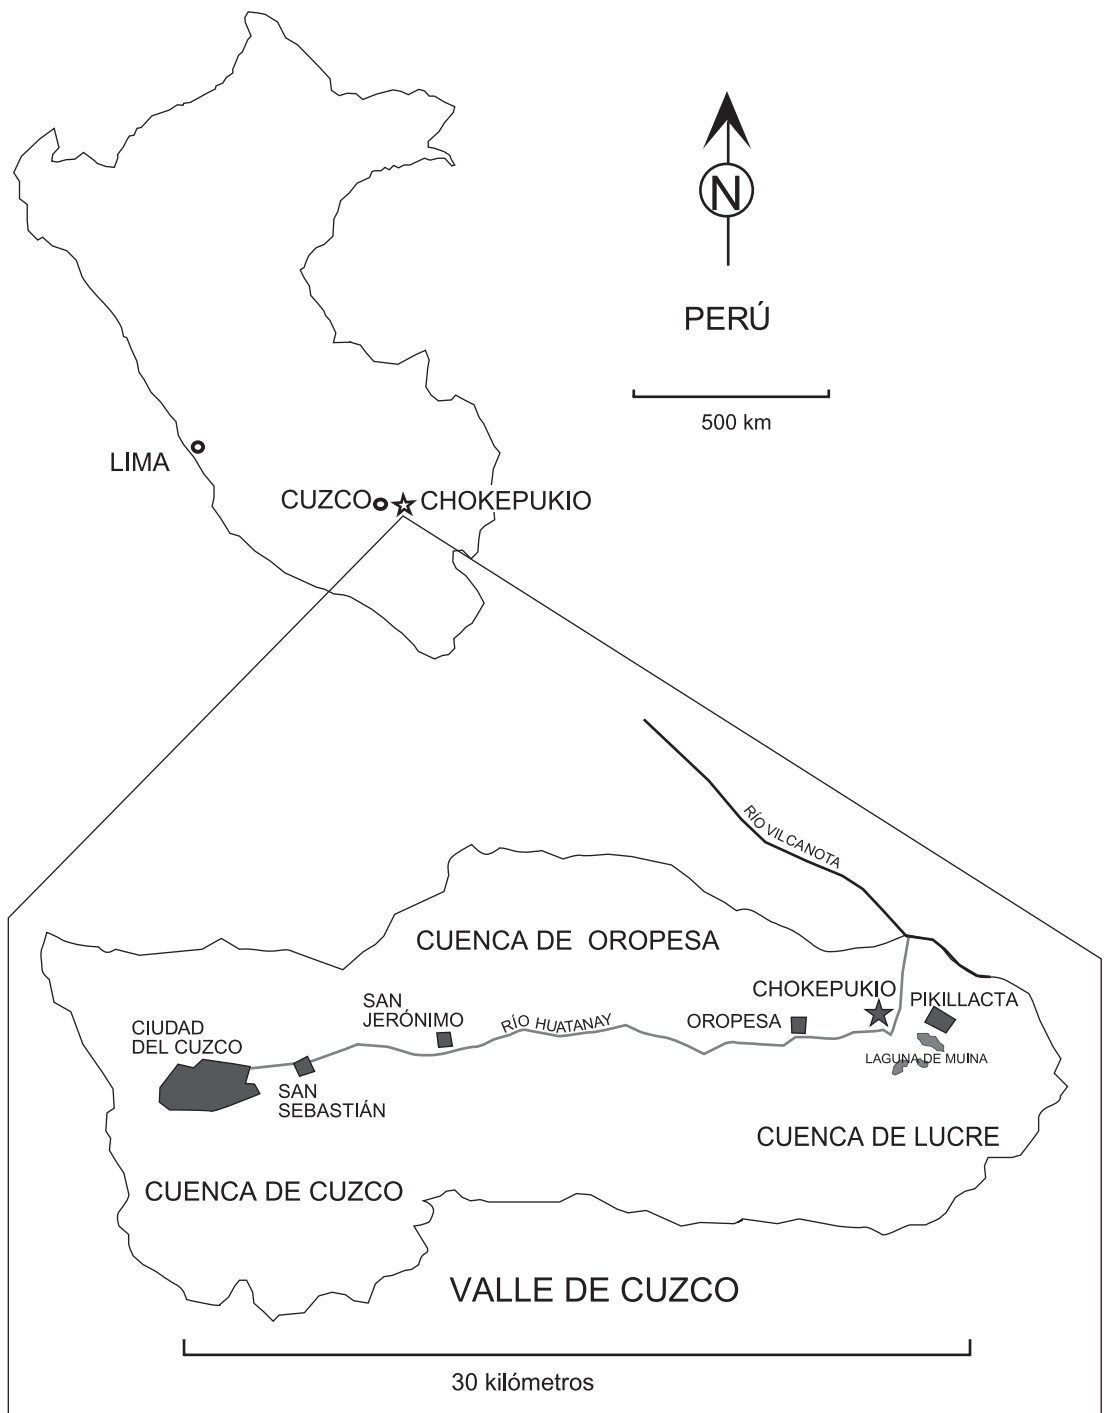 N
PERÚ
500 km
LIMA
CUZCO
CHOKEPUKIO
RÍO VILCANOTA
CUENCA DE OROPESA
CHOKEPUKIO
PIKILLACTA
SAN
JERÓNIMO
RÍO HUATANAY
OROPESA
CIUDAD
DEL CUZCO
LAGUNA DE MUINA
SAN
SEBASTIÁN
CUENCA DE LUCRE
CUENCA DE CUZCO
VALLE DE CUZCO
30 kilómetros